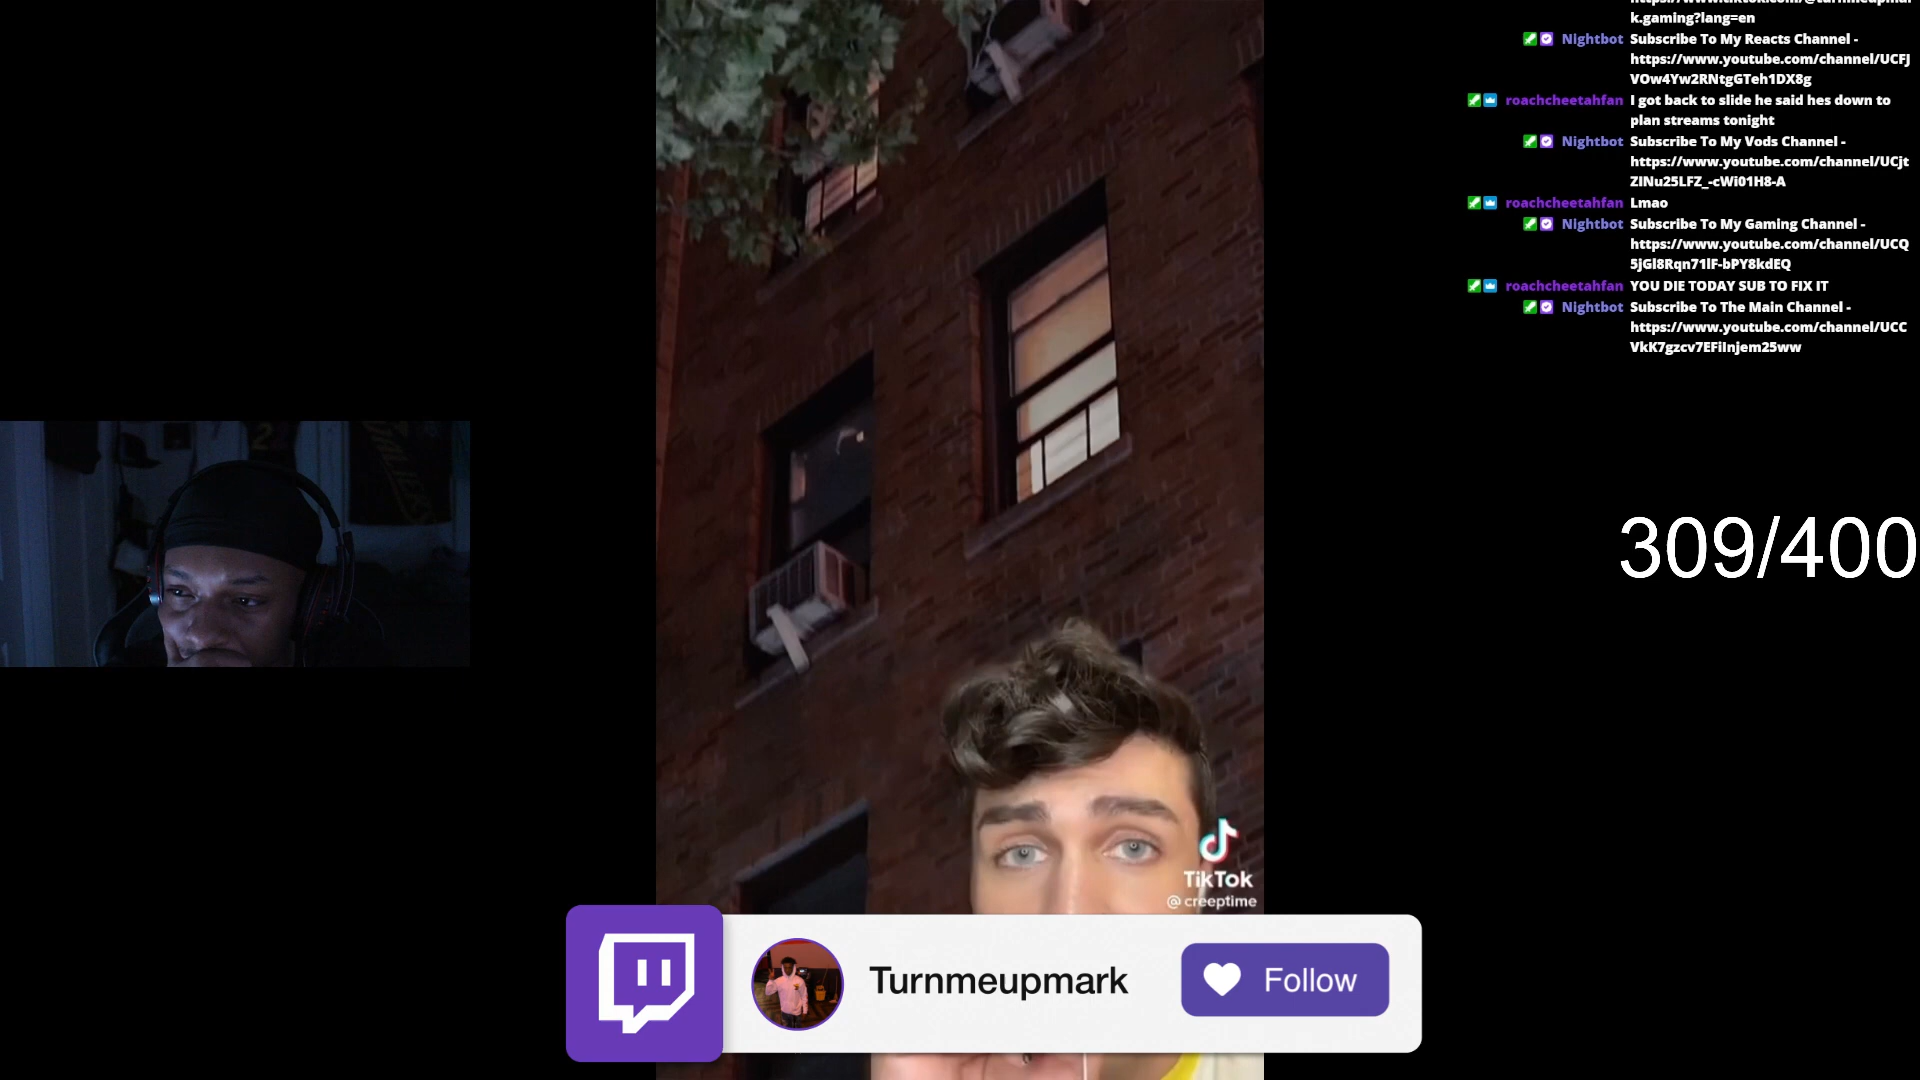 k.gaming?lang=en
Nightbot Subscribe To My Reacts Channel -
https://www.youtube.com/channel/UCFJ
VOw4Yw2RNtgGTeh1DX8g
roachcheetahfan I got back to slide he said hes down to
plan streams tonight
Nightbot Subscribe To My Vods Channel -
https://www.youtube.com/channel/UCjt
ZINu25LFZ_-cWi01H8-A
roachcheetahfan Lmao
Nightbot Subscribe To My Gaming Channel -
https://www.youtube.com/channel/UCQ
5jGl8Rqn71lF-bPY8kdEQ
roachcheetahfan YOU DIE TODAY SUB TO FIX IT
Nightbot Subscribe To The Main Channel -
https://www.youtube.com/channel/UCC
VkK7gzcv7EFiInjem25ww
309/400
2
TikTok
@creeptime
Turnmeupmark
Follow